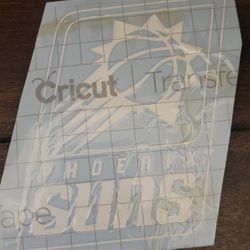 Cricut Transfe
PHOENIX
SUNS
ape